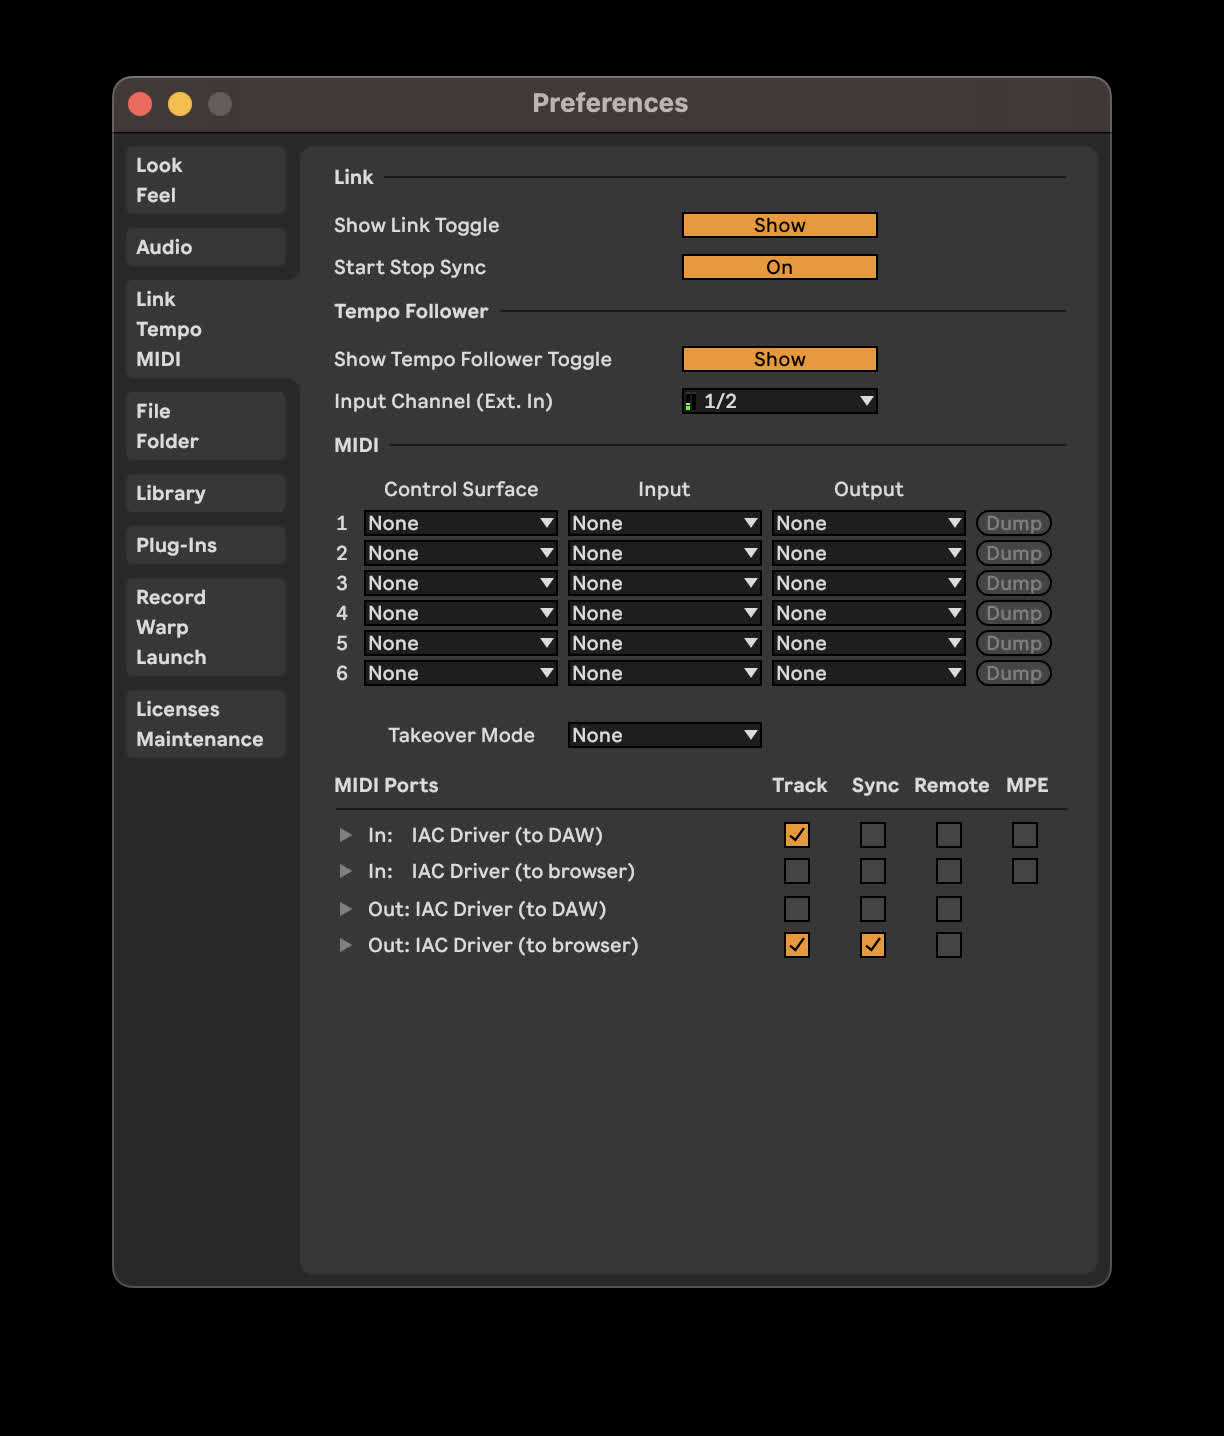 Preferences
Look
Feel
Audio
Link
Tempo
MIDI
File
Folder
Library
Plug-Ins
Record
Warp
Launch
Licenses
Maintenance
Link
Show Link Toggle Show
Start Stop Sync On
Tempo Follower
Show Tempo Follower Toggle Show
Input Channel (Ext. In) 1/2
MIDI
Control Surface Input Output
1 None None None Dump
2 None None None Dump
3 None None None Dump
4 None None None Dump
5 None None None Dump
6 None None None Dump
Takeover Mode None
MIDI Ports Track Sync Remote MPE
In: IAC Driver (to DAW)
In: IAC Driver (to browser)
Out: IAC Driver (to DAW)
Out: IAC Driver (to browser)